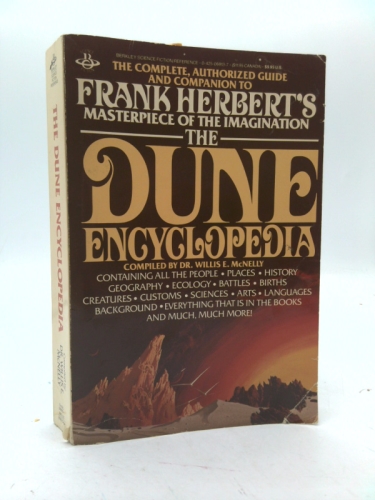 THE COMPLETE, AUTHORIZED GUIDE
AND COMPANION TO
FRANK HERBERT'S
MASTERPIECE OF THE IMAGINATION
THE
DUNE
ENCYCLOPEDIA
COMPILED BY DR. WILLIS E. McNELLY
CONTAINING ALL THE PEOPLE • PLACES • HISTORY
GEOGRAPHY • ECOLOGY • BATTLES • BIRTHS
CREATURES • CUSTOMS • SCIENCES • ARTS • LANGUAGES
BACKGROUND • EVERYTHING THAT IS IN THE BOOKS
AND MUCH, MUCH MORE!
THE DUNE ENCYCLOPEDIA